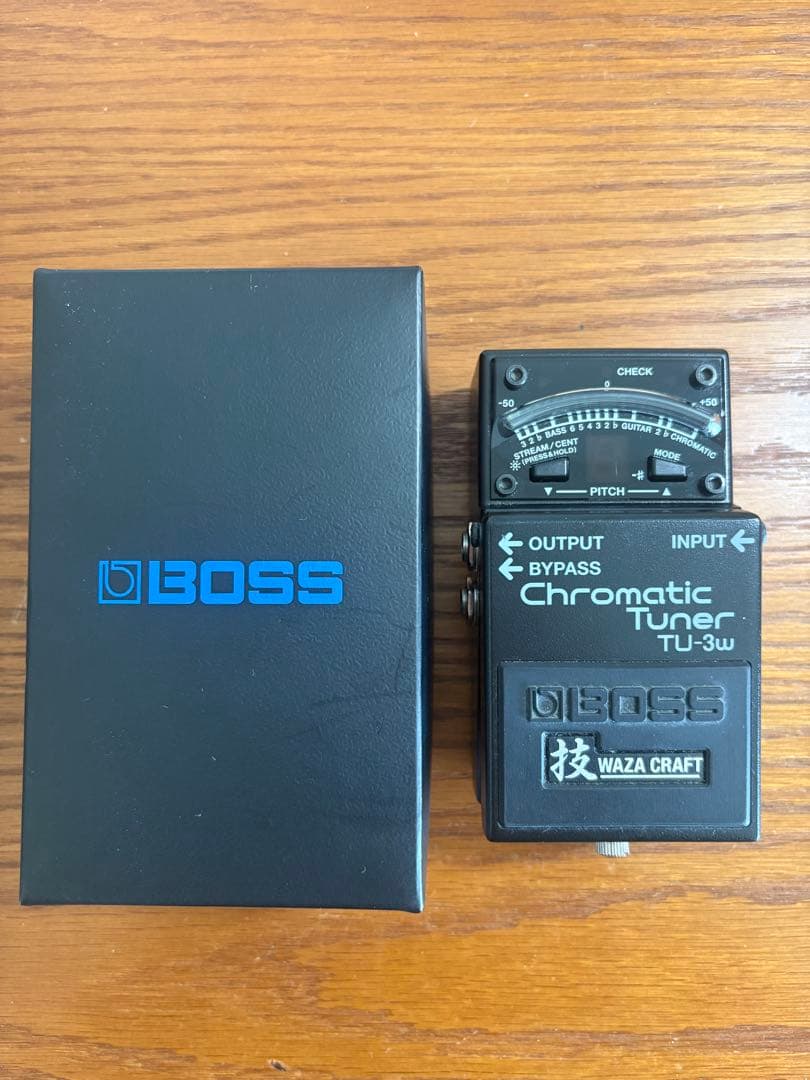 BOSS
CHECK
-50 0 +50
3 2 ♭ BASS 6 5 4 3 2 ♭ GUITAR 2 ♭ CHROMATIC
STREAM/CENT
(PRESS&HOLD)
MODE
-♯
▼ PITCH ▲
← OUTPUT
INPUT ←
← BYPASS
Chromatic
Tuner
TU-3w
BOSS
技 WAZA CRAFT